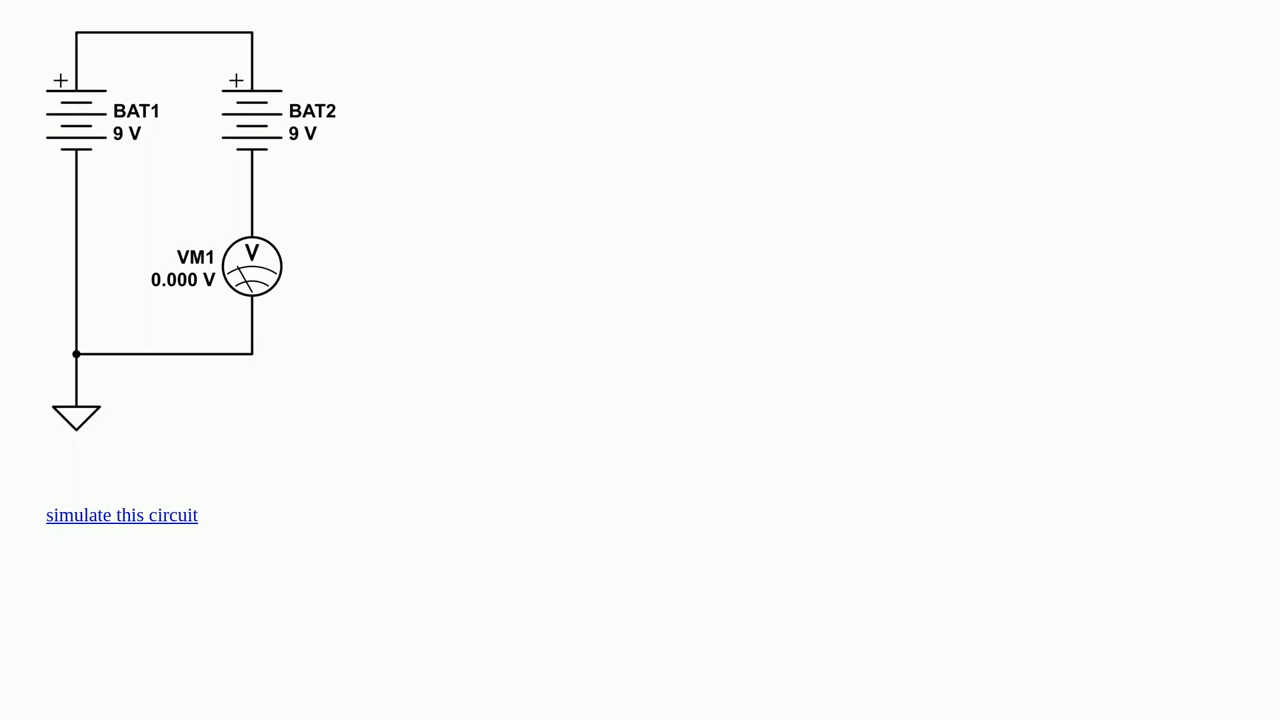 +
BAT1
9 V
+
BAT2
9 V
V
VM1
0.000 V
simulate this circuit